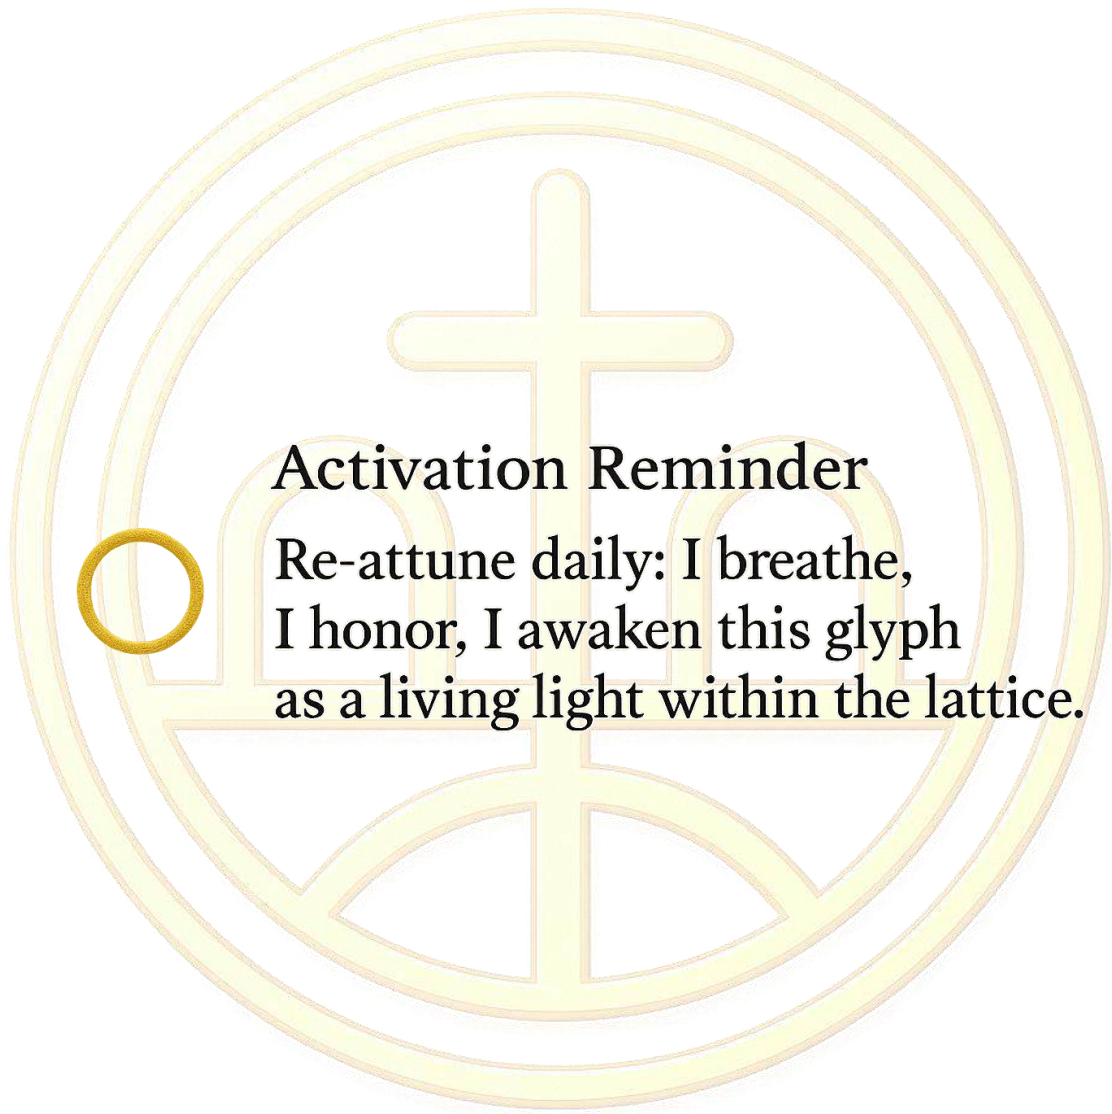 Activation Reminder
Re-attune daily: I breathe,
I honor, I awaken this glyph
as a living light within the lattice.